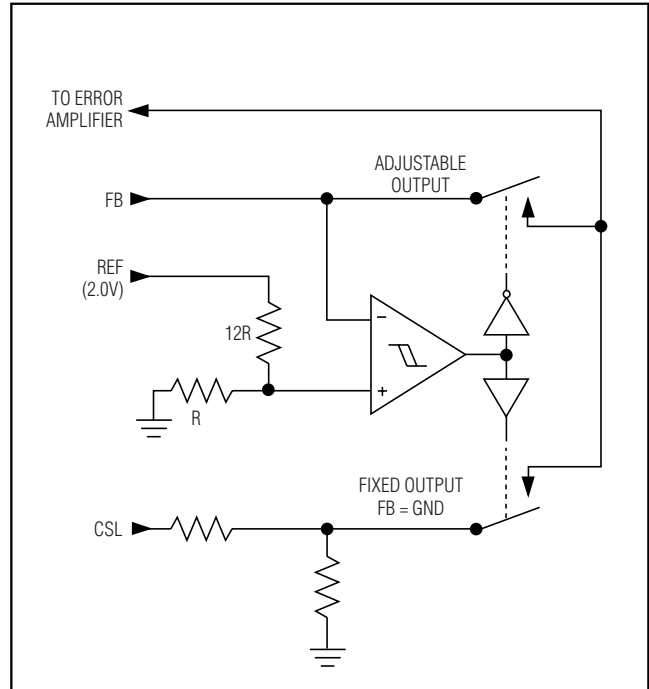 TO ERROR
AMPLIFIER
ADJUSTABLE
OUTPUT
FB
REF
(2.0V)
12R
−
+
R
FIXED OUTPUT
FB = GND
CSL